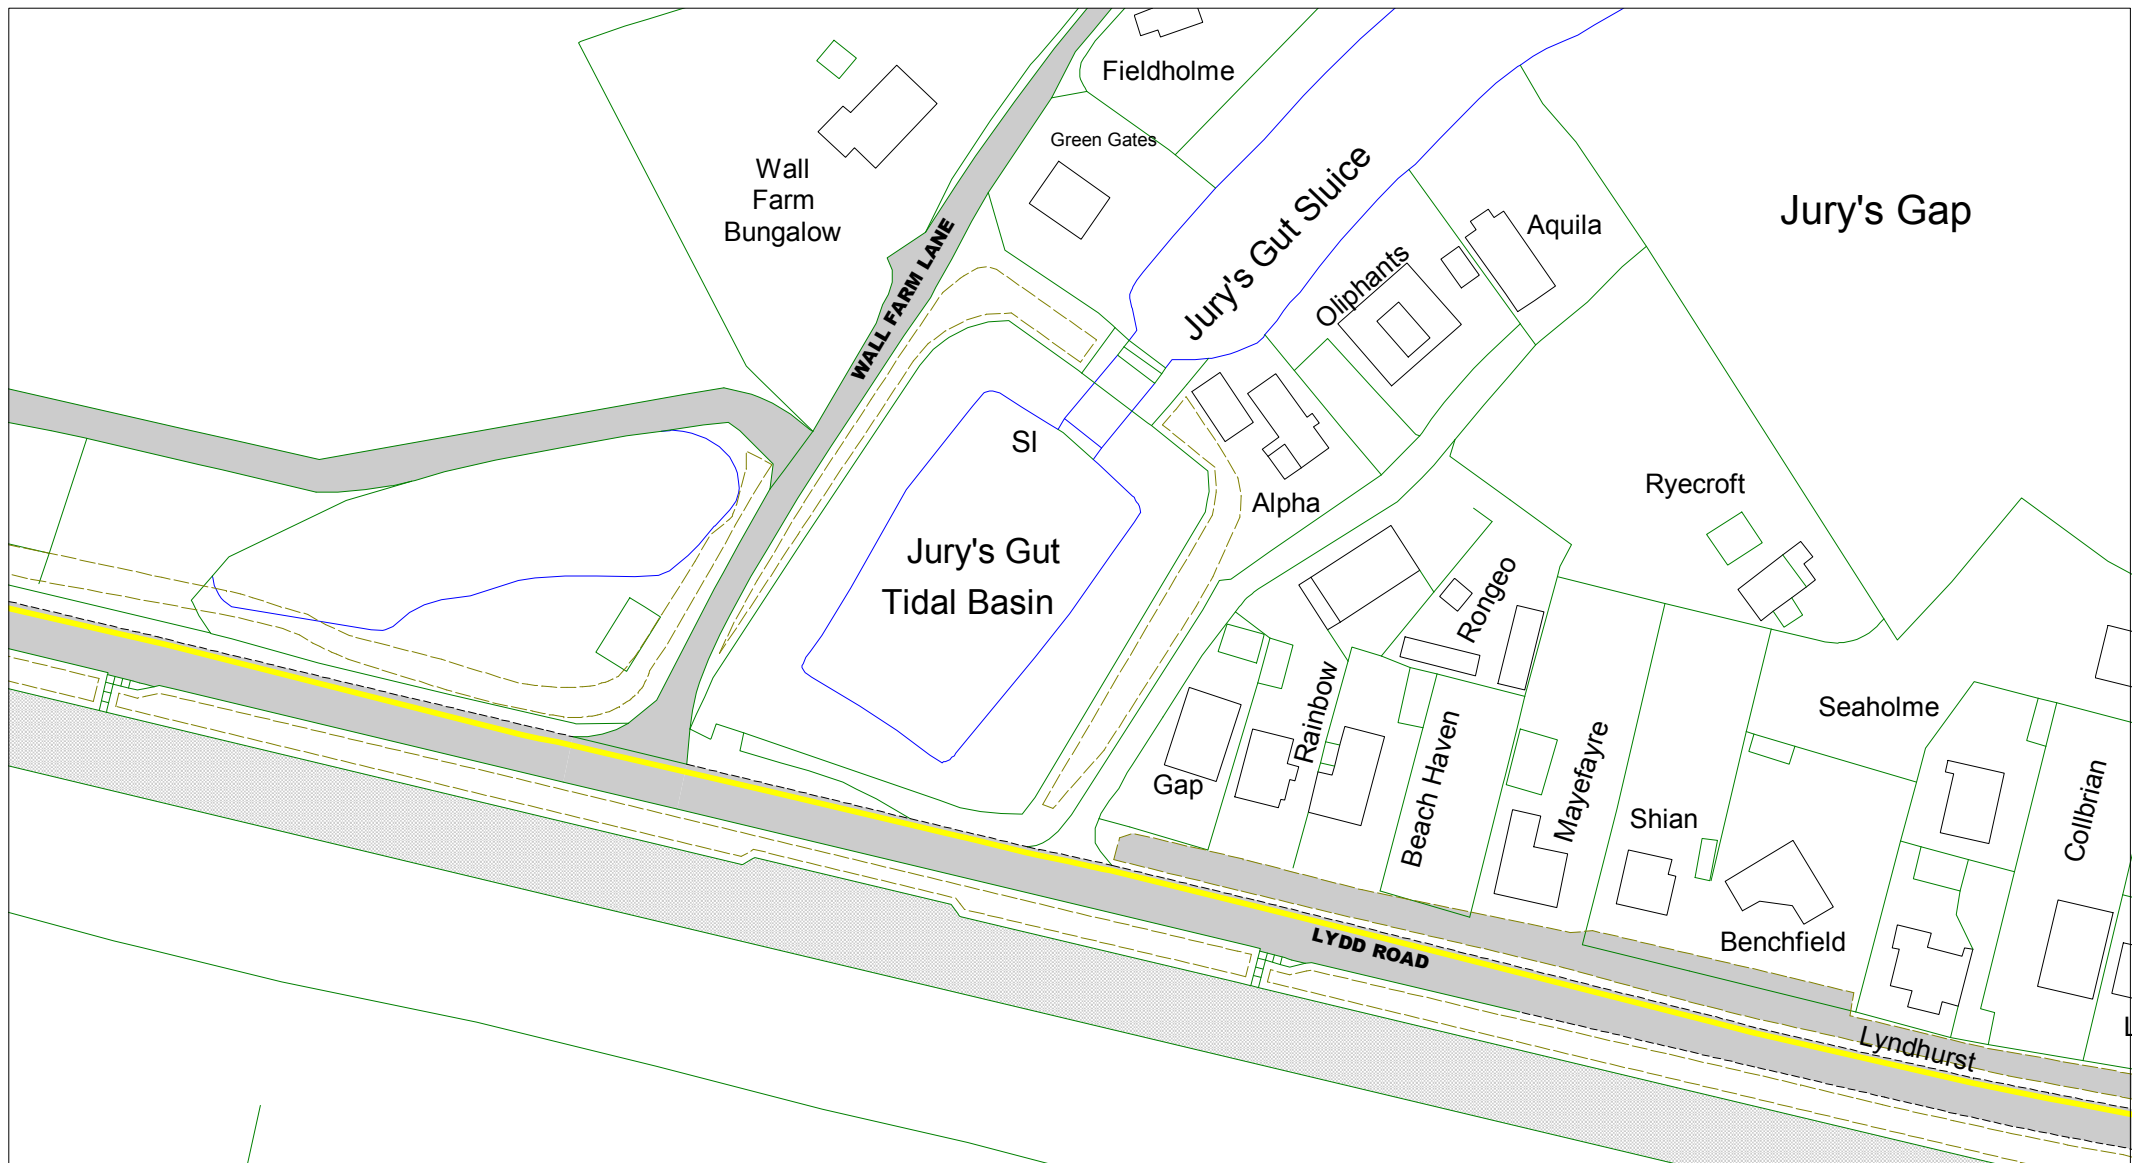 Fieldholme
Green Gates
Wall
Farm
Bungalow
WALL FARM LANE
Jury's Gut Sluice
Jury's Gap
Aquila
Oliphants
Sl
Alpha
Ryecroft
Jury's Gut
Tidal Basin
Rongeo
Rainbow
Gap
Beach Haven
Mayefayre
Shian
Seaholme
Collbrian
Benchfield
LYDD ROAD
Lyndhurst